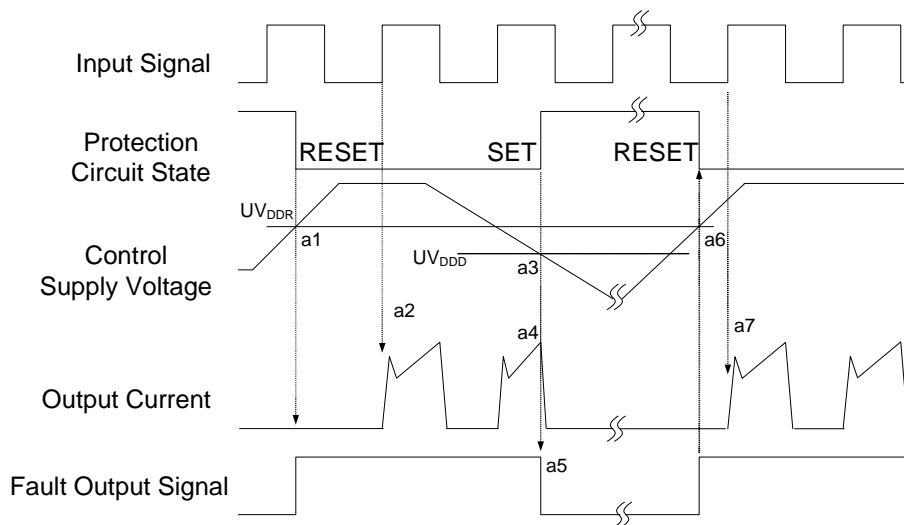 Input Signal
Protection
Circuit State
RESET
SET
RESET
UVDDR
a1
a6
Control
Supply Voltage
UVDDD
a3
a2
a4
a7
Output Current
a5
Fault Output Signal